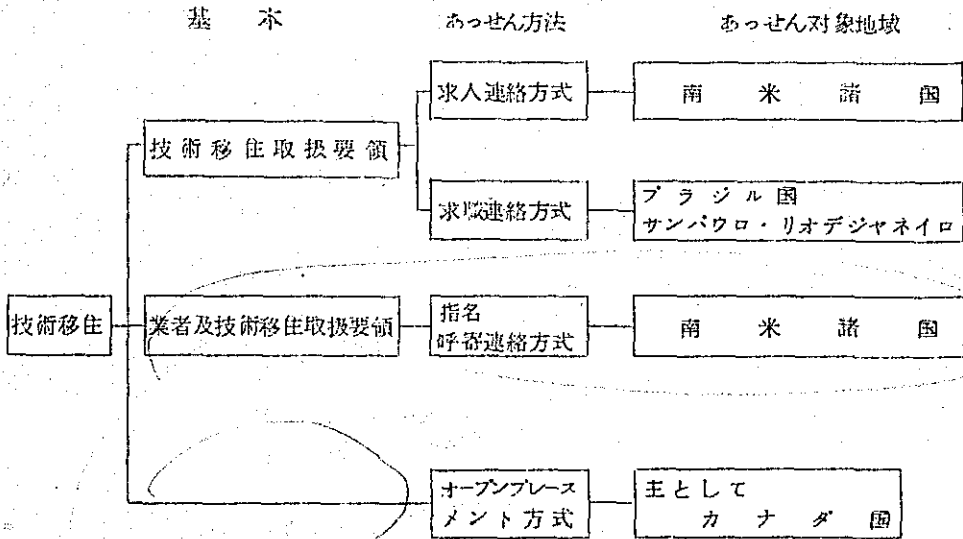 基本 あっせん方法 あっせん対象地域
求人連絡方式 南米諸国
技術移住取扱要領
求職連絡方式 ブラジル国
サンパウロ・リオデジャネイロ
技術移住 業者及技術移住取扱要領 指名
呼寄連絡方式 南米諸国
オープンプレース
メント方式 主として
カナダ国